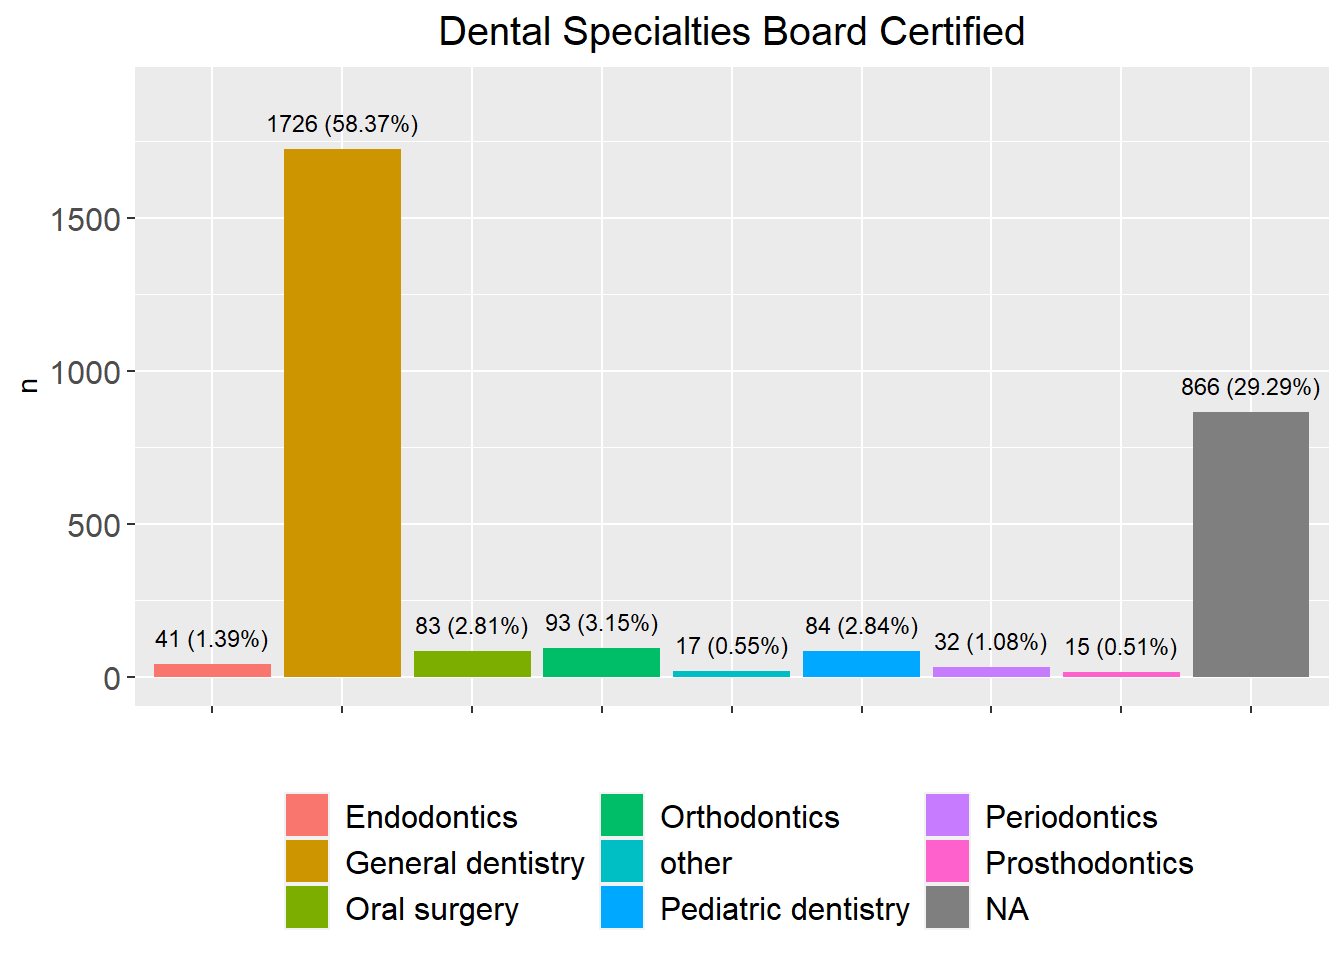 Dental Specialties Board Certified
1726 (58.37%)
1500
1000
n
866 (29.29%)
500
41 (1.39%)
83 (2.81%)
93 (3.15%)
17 (0.55%)
84 (2.84%)
32 (1.08%)
15 (0.51%)
0
Endodontics
Orthodontics
Periodontics
General dentistry
other
Prosthodontics
Oral surgery
Pediatric dentistry
NA